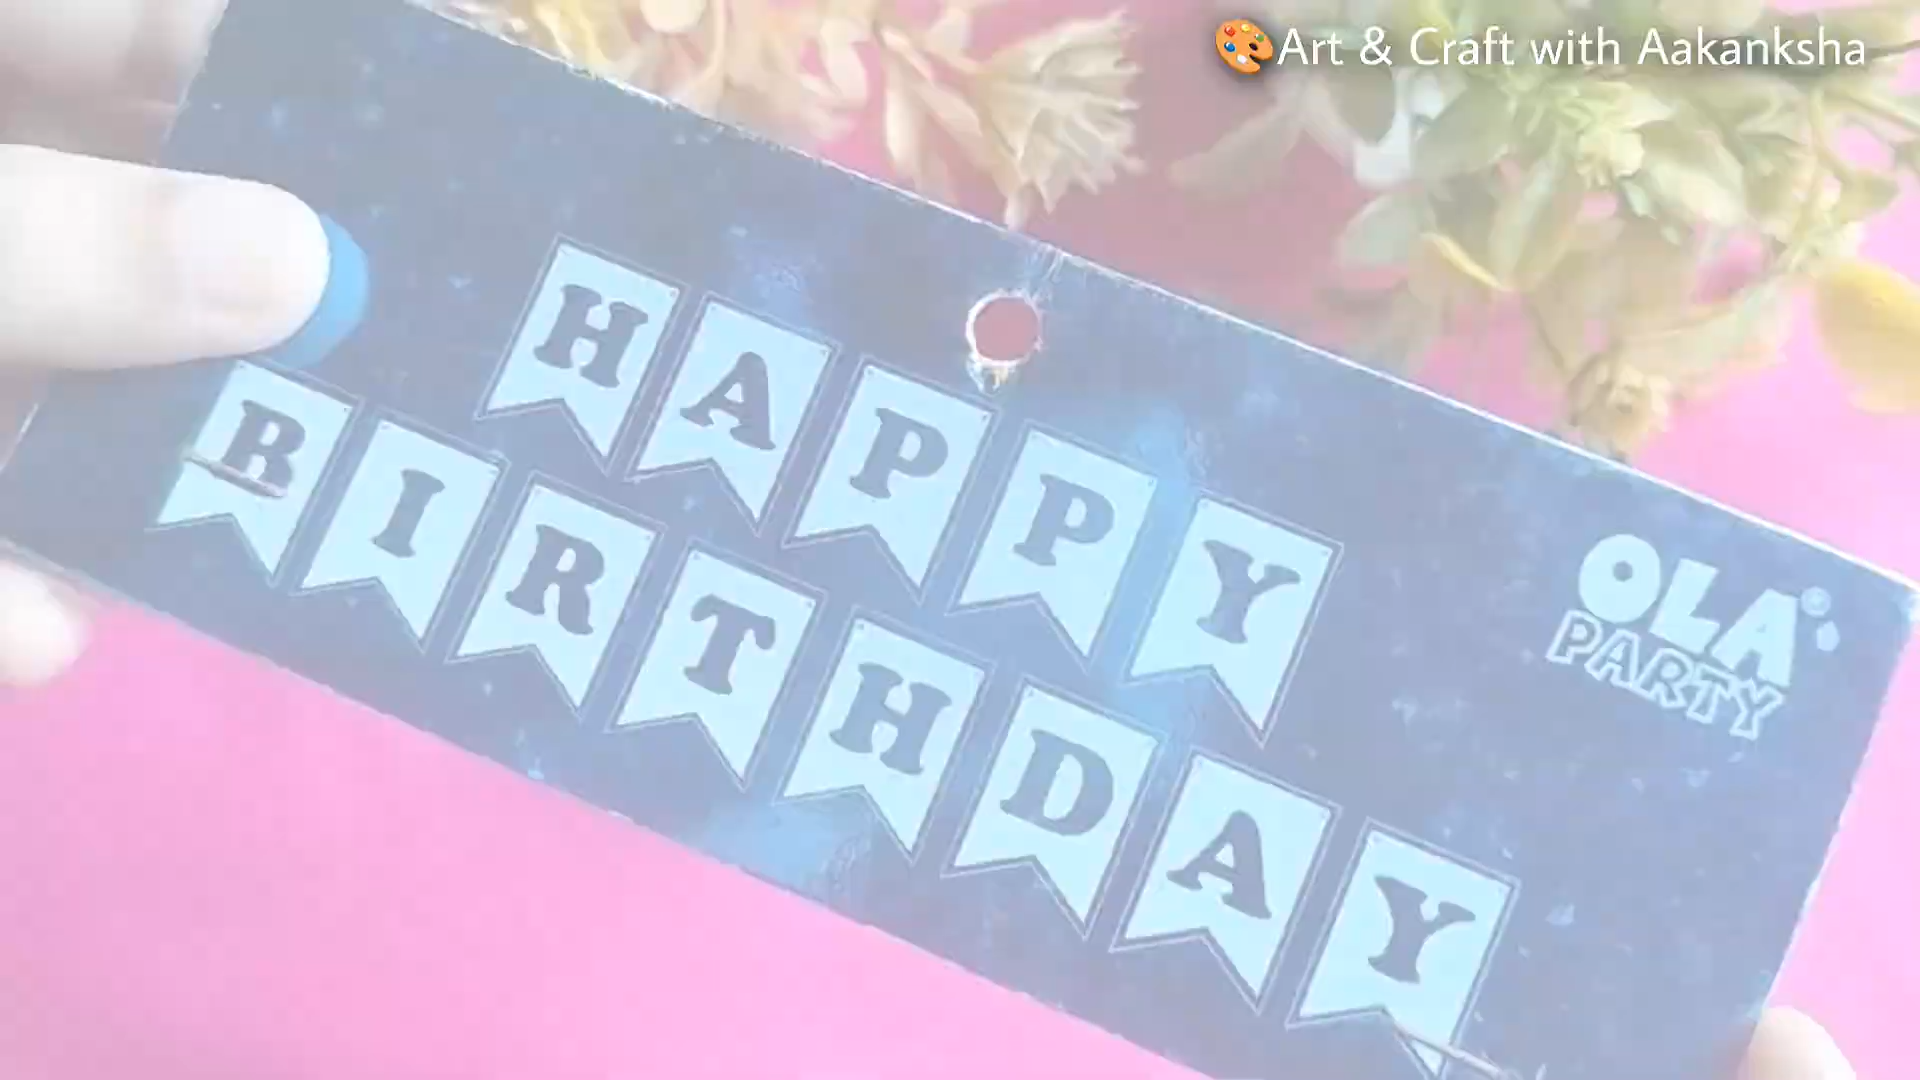 🎨Art & Craft with Aakanksha
HAPPY
BIRTHDAY
OLA
PARTY